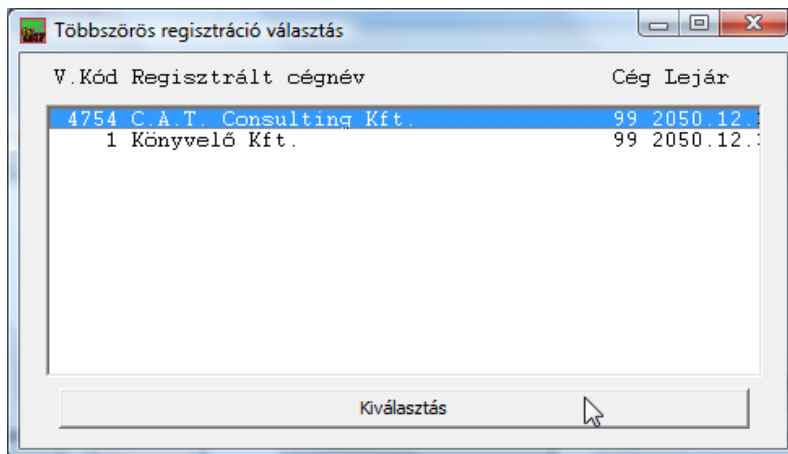 Többszörös regisztráció választás
V.Kód Regisztrált cégnév Cég Lejár
4754 C.A.T. Consulting Kft. 99 2050.12.
1 Könyvelő Kft. 99 2050.12.
Kiválasztás